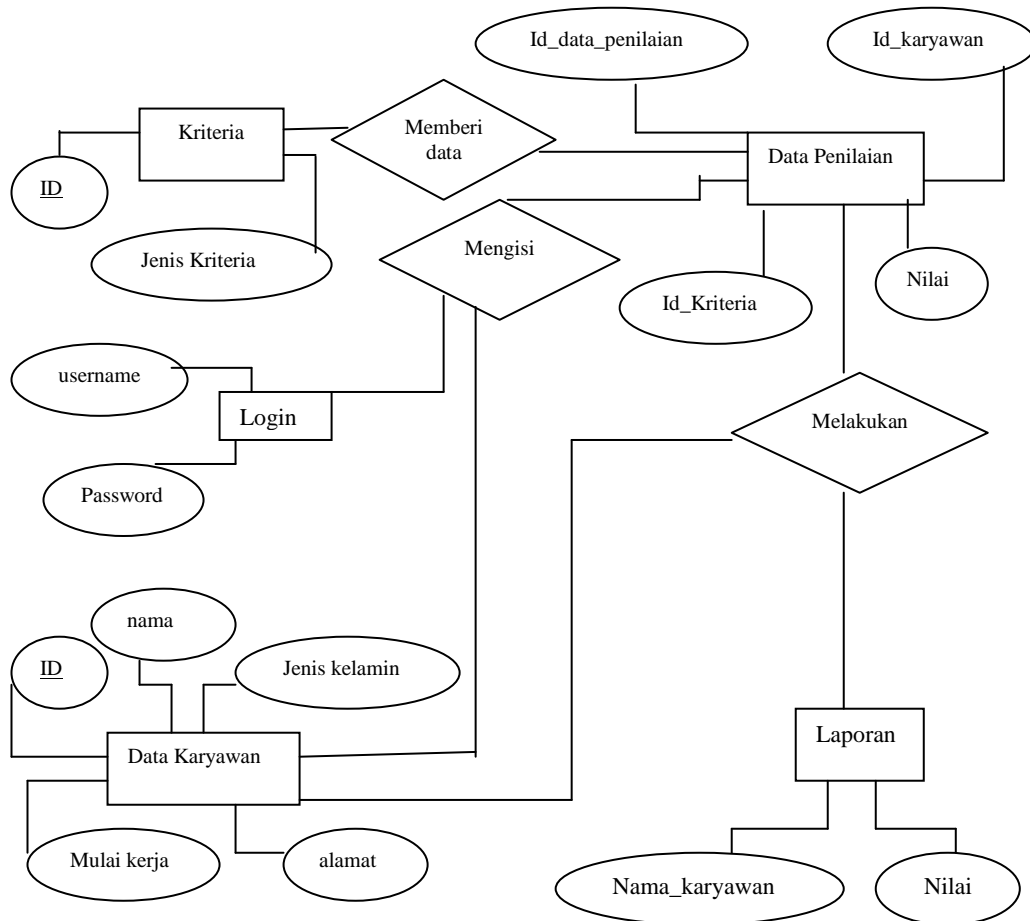 Id_data_penilaian
Id_karyawan
Kriteria
Memberi
data
Data Penilaian
ID
Jenis Kriteria
Mengisi
Id_Kriteria
Nilai
username
Login
Melakukan
Password
nama
ID
Jenis kelamin
Data Karyawan
Laporan
Mulai kerja
alamat
Nama_karyawan
Nilai